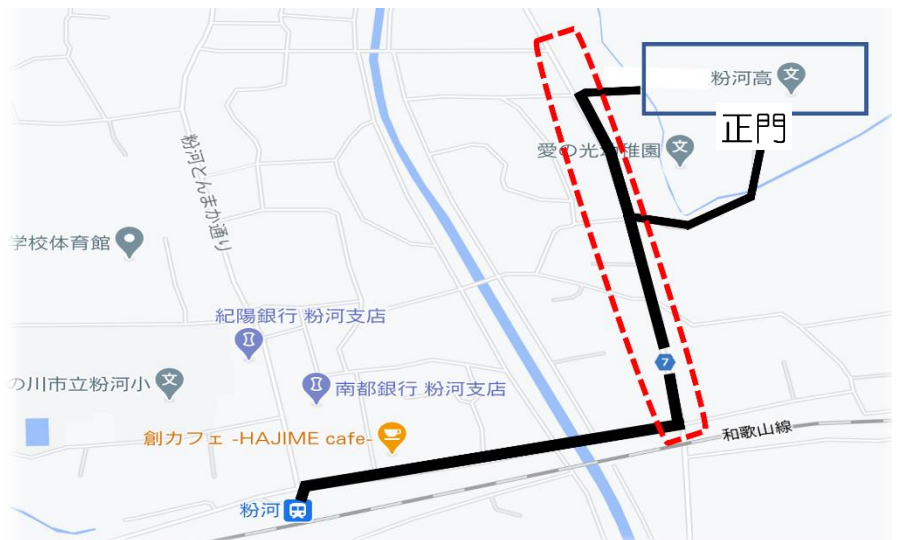 粉河高
正門
愛の光幼稚園
粉河とんまか通り
学校体育館
紀陽銀行 粉河支店
の川市立粉河小
南都銀行 粉河支店
7
創カフェ -HAJIME cafe-
和歌山線
粉河